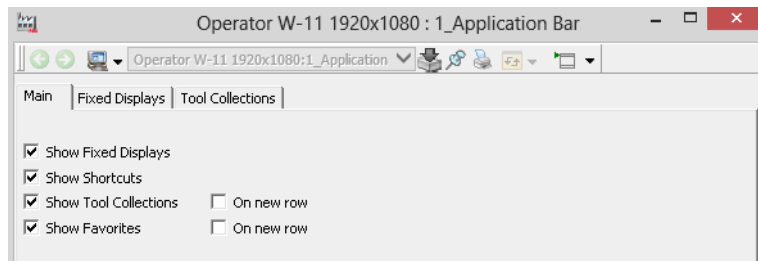 Operator W-11 1920x1080 : 1_Application Bar
Operator W-11 1920x1080:1_Application
Main Fixed Displays Tool Collections
Show Fixed Displays
Show Shortcuts
Show Tool Collections On new row
Show Favorites On new row